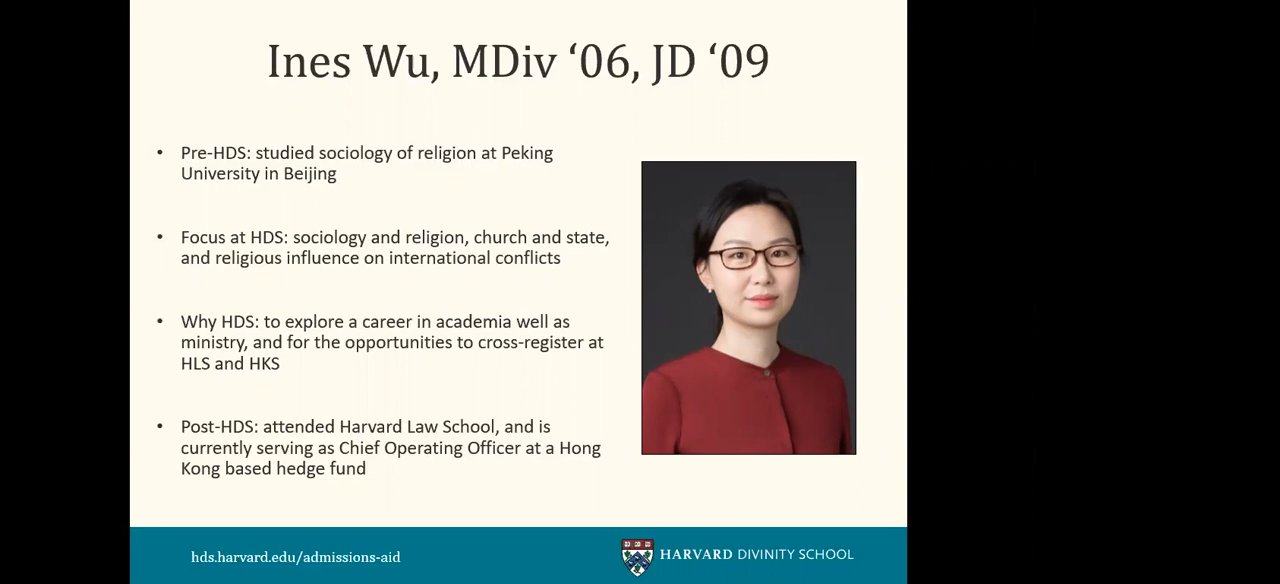 Ines Wu, MDiv ‘06, JD ‘09
• Pre-HDS: studied sociology of religion at Peking
University in Beijing
• Focus at HDS: sociology and religion, church and state,
and religious influence on international conflicts
• Why HDS: to explore a career in academia well as
ministry, and for the opportunities to cross-register at
HLS and HKS
• Post-HDS: attended Harvard Law School, and is
currently serving as Chief Operating Officer at a Hong
Kong based hedge fund
hds.harvard.edu/admissions-aid
HARVARD DIVINITY SCHOOL